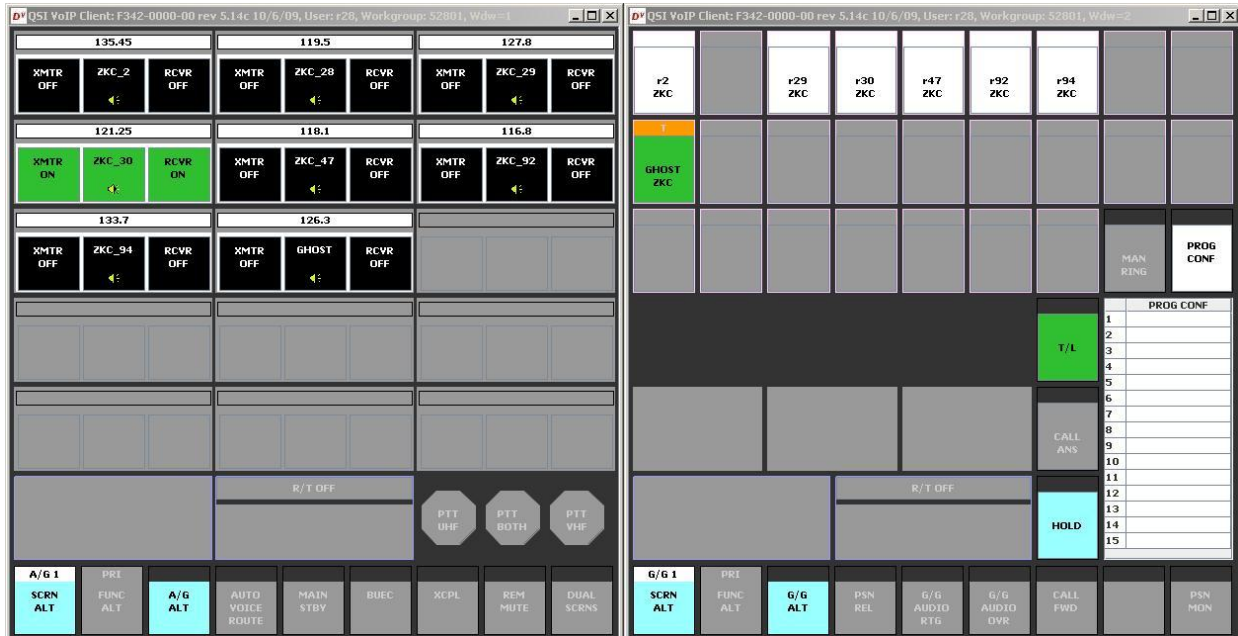 QSI VoIP Client: F342-0000-00 rev 5.14c 10/6/09, User: r28, Workgroup: 52801, Wdw=1
135.45
119.5
127.8
XMTR OFF
ZKC_2
RCVR OFF
XMTR OFF
ZKC_28
RCVR OFF
XMTR OFF
ZKC_29
RCVR OFF
121.25
118.1
116.8
XMTR ON
ZKC_30
RCVR ON
XMTR OFF
ZKC_47
RCVR OFF
XMTR OFF
ZKC_92
RCVR OFF
133.7
126.3
XMTR OFF
ZKC_94
RCVR OFF
XMTR OFF
GHOST
RCVR OFF
R/T OFF
PTT UHF
PTT BOTH
PTT VHF
A/G 1
SCRN ALT
PRI
FUNC ALT
A/G ALT
AUTO VOICE ROUTE
MAIN STBY
BUEC
XCPL
REM MUTE
DUAL SCRNS
QSI VoIP Client: F342-0000-00 rev 5.14c 10/6/09, User: r28, Workgroup: 52801, Wdw=2
r2 ZKC
r29 ZKC
r30 ZKC
r47 ZKC
r92 ZKC
r94 ZKC
T
GHOST ZKC
MAN RING
PROG CONF
T/L
CALL ANS
HOLD
PROG CONF
1
2
3
4
5
6
7
8
9
10
11
12
13
14
15
R/T OFF
G/G 1
SCRN ALT
PRI
FUNC ALT
G/G ALT
PSN REL
G/G AUDIO RTG
G/G AUDIO OVR
CALL FWD
PSN MON